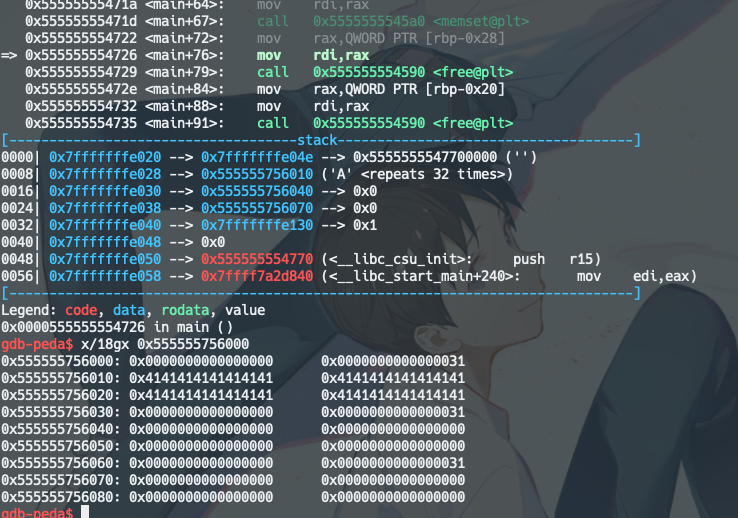 0x55555555471a <main+64>: mov rdi,rax
0x55555555471d <main+67>: call 0x5555555545a0 <memset@plt>
0x555555554722 <main+72>: mov rax,QWORD PTR [rbp-0x28]
=> 0x555555554726 <main+76>: mov rdi,rax
0x555555554729 <main+79>: call 0x555555554590 <free@plt>
0x55555555472e <main+84>: mov rax,QWORD PTR [rbp-0x20]
0x555555554732 <main+88>: mov rdi,rax
0x555555554735 <main+91>: call 0x555555554590 <free@plt>
[------------------------------------stack-------------------------------------]
0000| 0x7fffffffe020 --> 0x7fffffffe04e --> 0x5555555547700000 ('')
0008| 0x7fffffffe028 --> 0x555555756010 ('A' <repeats 32 times>)
0016| 0x7fffffffe030 --> 0x555555756040 --> 0x0
0024| 0x7fffffffe038 --> 0x555555756070 --> 0x0
0032| 0x7fffffffe040 --> 0x7fffffffe130 --> 0x1
0040| 0x7fffffffe048 --> 0x0
0048| 0x7fffffffe050 --> 0x555555554770 (<__libc_csu_init>: push r15)
0056| 0x7fffffffe058 --> 0x7ffff7a2d840 (<__libc_start_main+240>: mov edi,eax)
[------------------------------------------------------------------------------]
Legend: code, data, rodata, value
0x0000555555554726 in main ()
gdb-peda$ x/18gx 0x555555756000
0x555555756000: 0x0000000000000000 0x0000000000000031
0x555555756010: 0x4141414141414141 0x4141414141414141
0x555555756020: 0x4141414141414141 0x4141414141414141
0x555555756030: 0x0000000000000000 0x0000000000000031
0x555555756040: 0x0000000000000000 0x0000000000000000
0x555555756050: 0x0000000000000000 0x0000000000000000
0x555555756060: 0x0000000000000000 0x0000000000000031
0x555555756070: 0x0000000000000000 0x0000000000000000
0x555555756080: 0x0000000000000000 0x0000000000000000
gdb-peda$